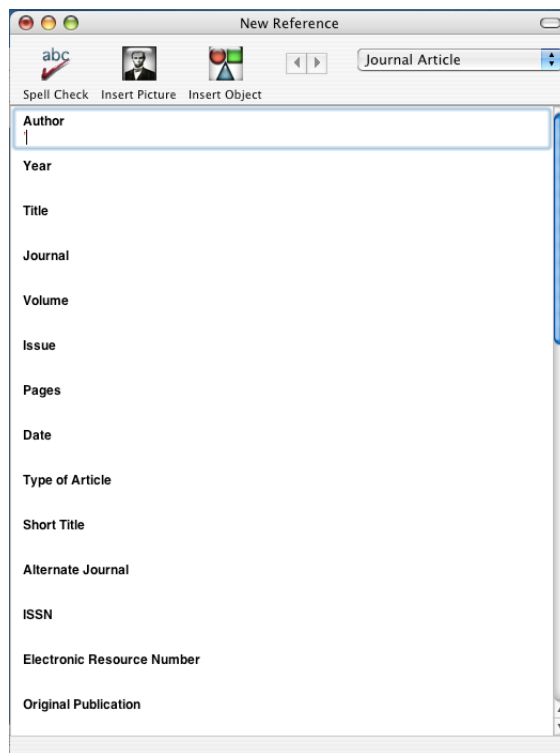 New Reference
abc
Journal Article
Spell Check Insert Picture Insert Object
Author
Year
Title
Journal
Volume
Issue
Pages
Date
Type of Article
Short Title
Alternate Journal
ISSN
Electronic Resource Number
Original Publication